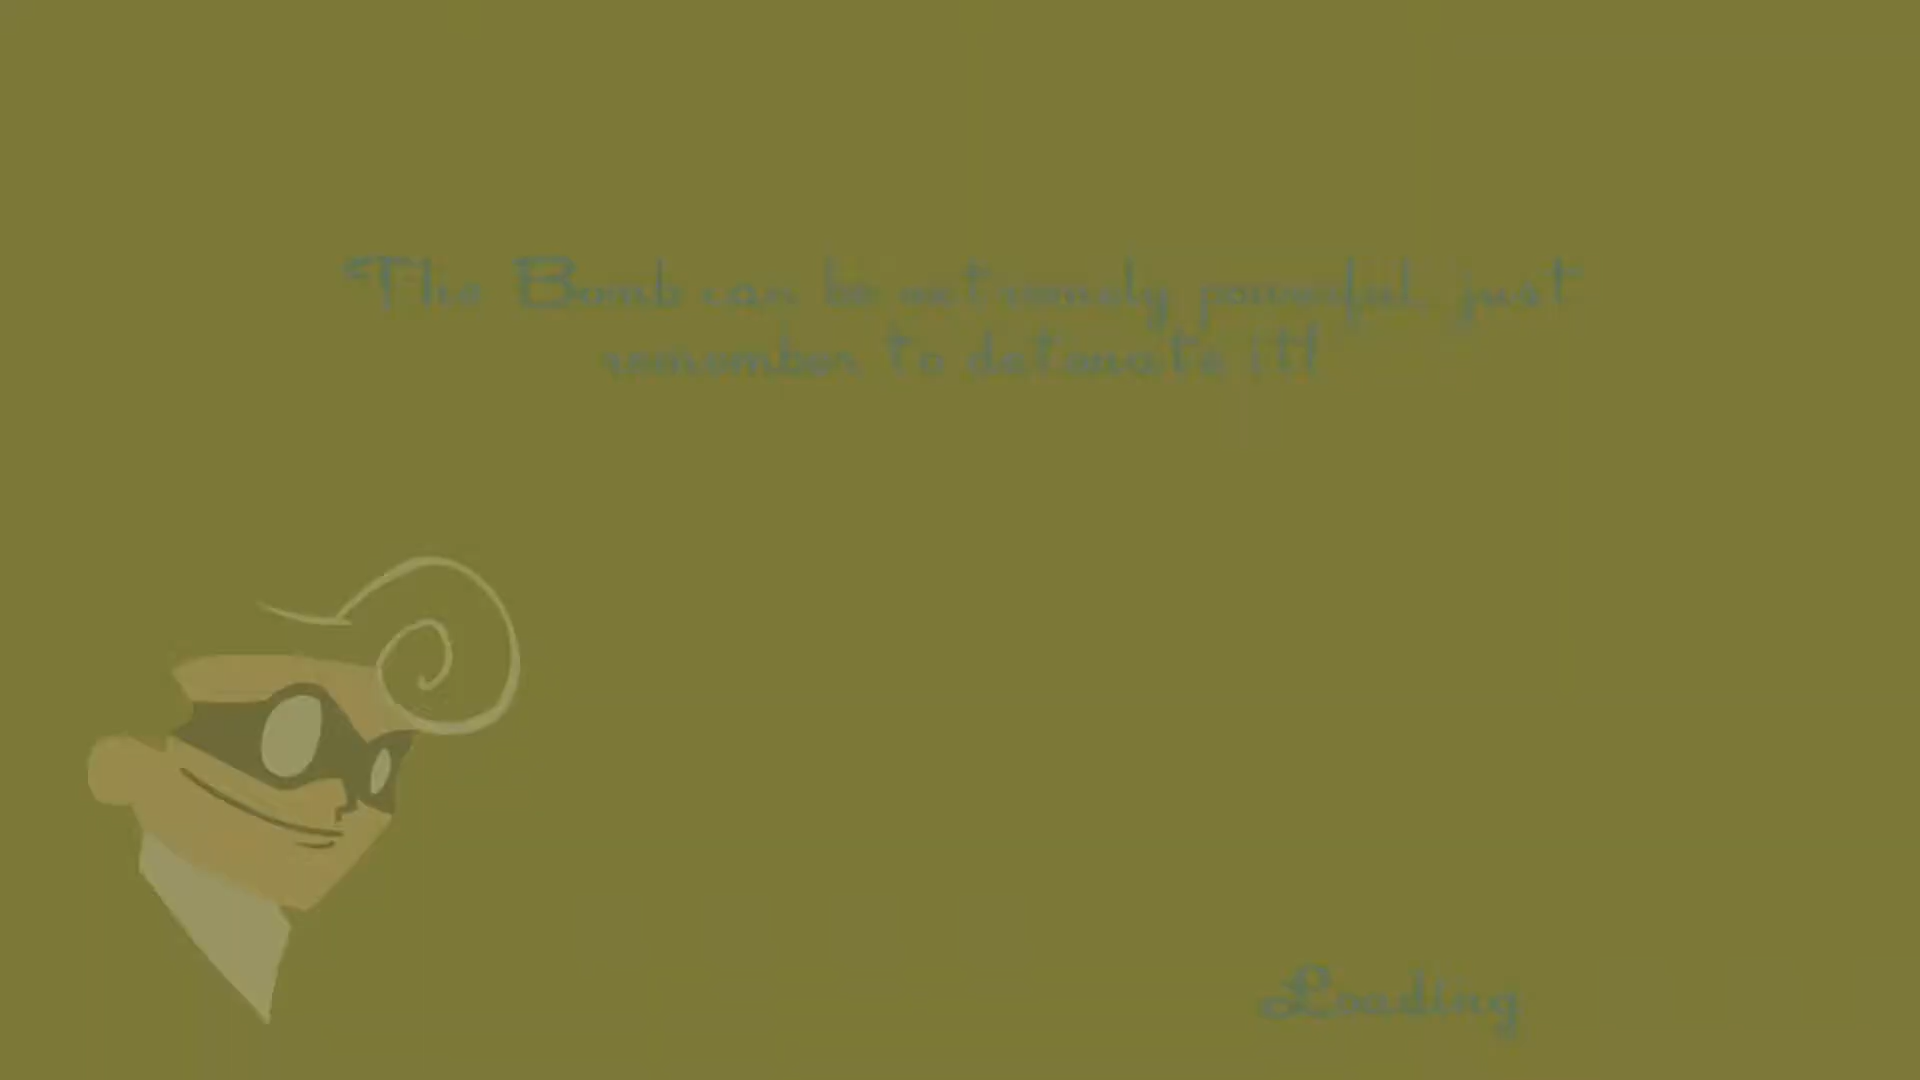 The Bomb can be extremely powerful, just
remember to detonate it!
Loading